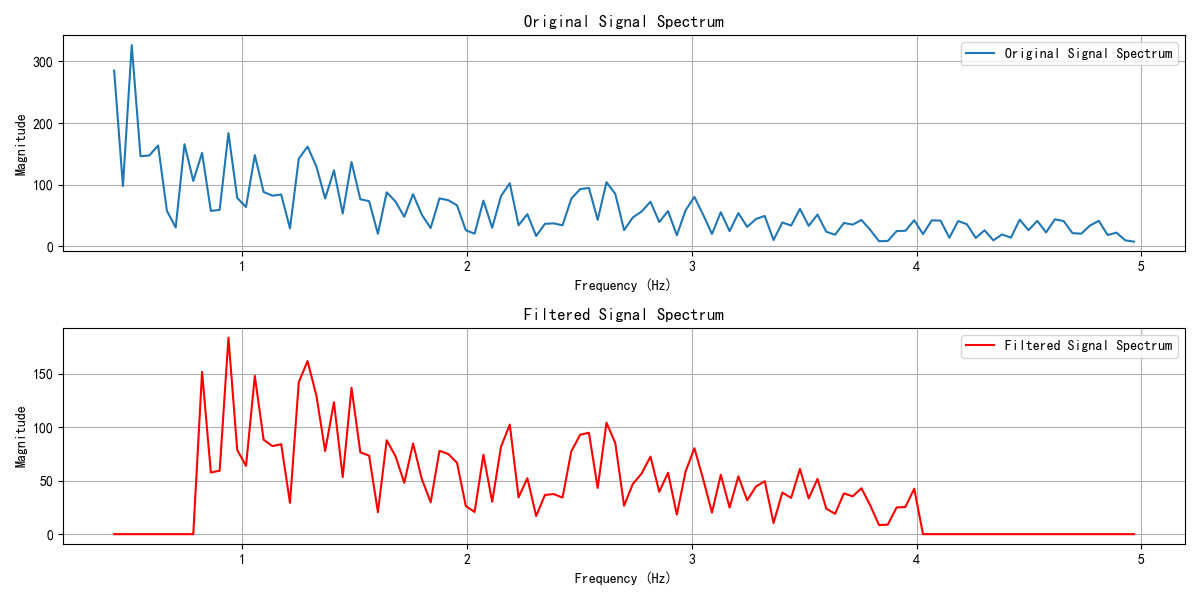 Original Signal Spectrum
Original Signal Spectrum
Magnitude
300
200
100
0
1 2 3 4 5
Frequency (Hz)
Filtered Signal Spectrum
Filtered Signal Spectrum
Magnitude
150
100
50
0
1 2 3 4 5
Frequency (Hz)